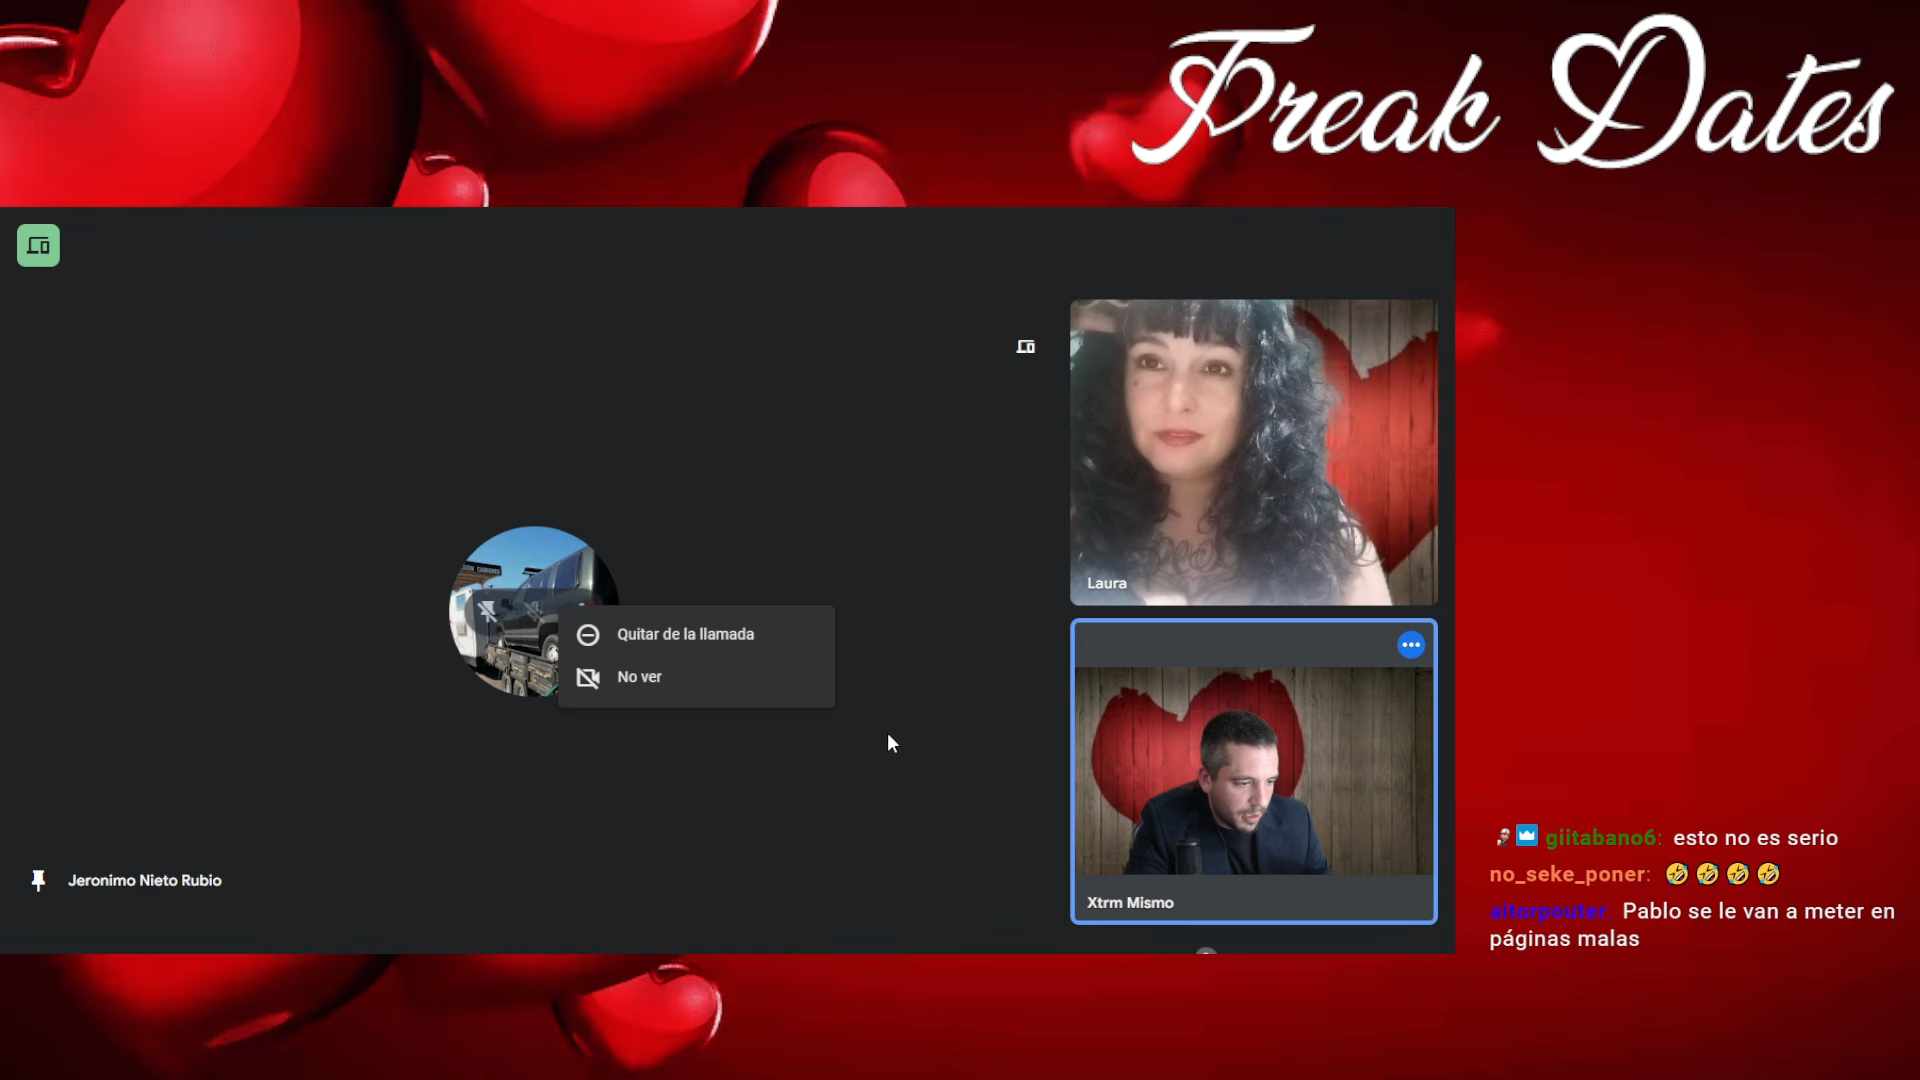 Freak Dates
Laura
Quitar de la llamada
No ver
Jeronimo Nieto Rubio
Xtrm Mismo
giitabano6: esto no es serio
no_seke_poner: 🤣 🤣 🤣 🤣
aitorpouter: Pablo se le van a meter en
páginas malas